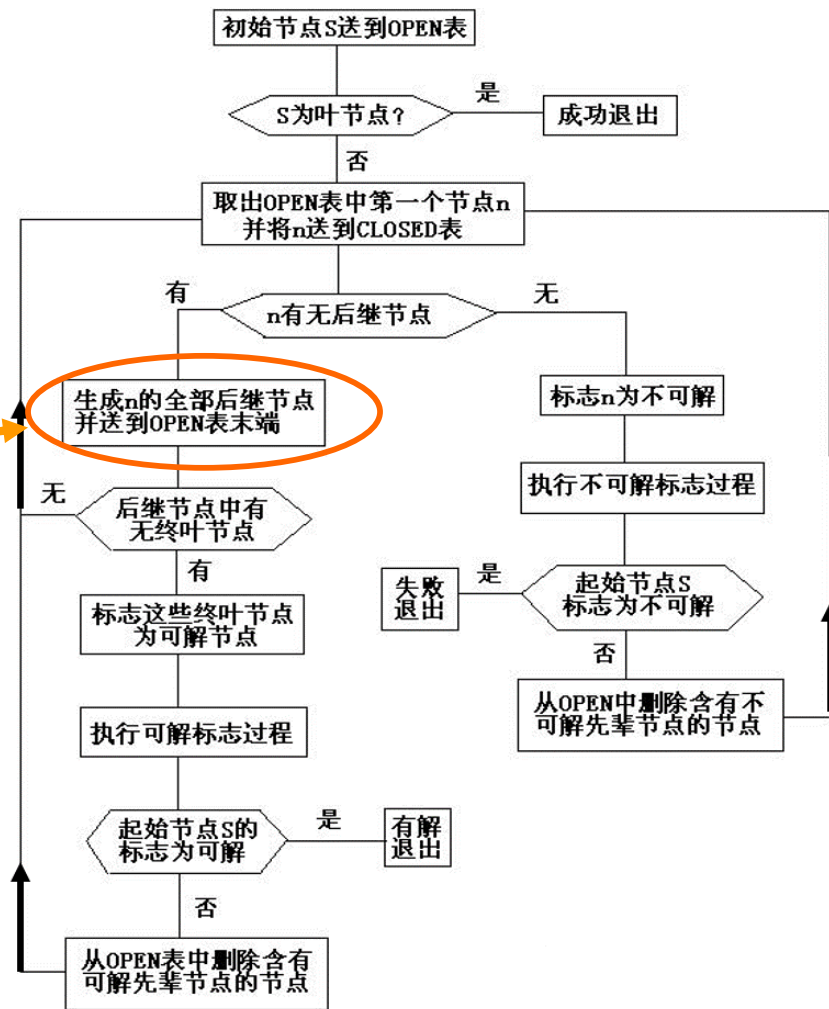 初始节点S送到OPEN表
S为叶节点?
是
成功退出
否
取出OPEN表中第一个节点n
并将n送到CLOSED表
有
n有无后继节点
无
生成n的全部后继节点
并送到OPEN表末端
标志n为不可解
无
后继节点中有
无终叶节点
执行不可解标志过程
有
标志这些终叶节点
为可解节点
失败
退出
是
起始节点S
标志为不可解
否
执行可解标志过程
从OPEN中删除含有不
可解先辈节点的节点
起始节点S的
标志为可解
是
有解
退出
否
从OPEN表中删除含有
可解先辈节点的节点